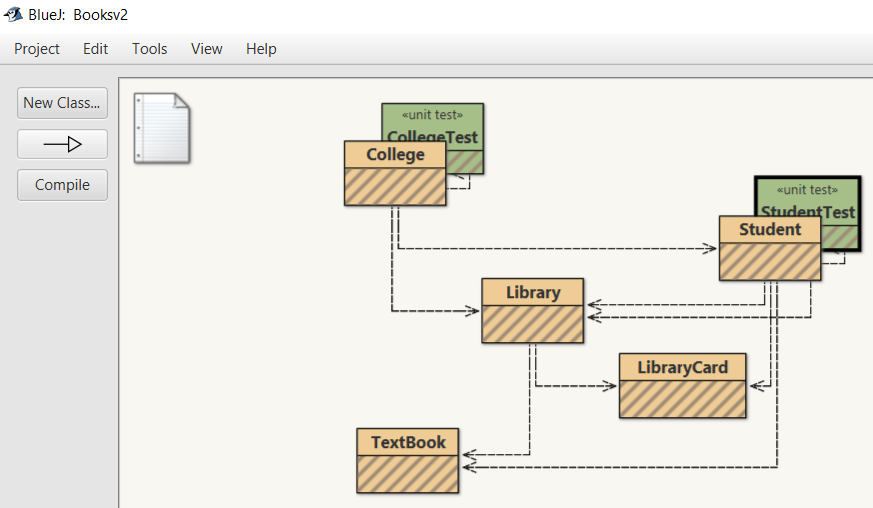 BlueJ: Booksv2
Project Edit Tools View Help
New Class...
Compile
«unit test»
CollegeTest
College
«unit test»
StudentTest
Student
Library
LibraryCard
TextBook